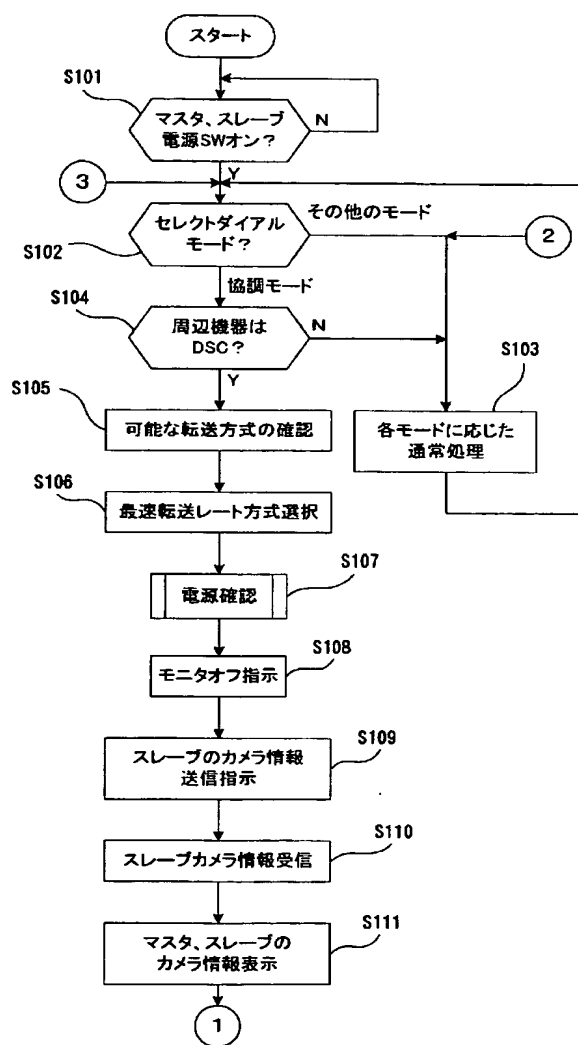 スタート
S101
マスタ、スレーブ
電源SWオン?
N
Y
3
セレクトダイアル
モード?
その他のモード
2
S102
協調モード
S104
周辺機器は
DSC?
N
Y
S103
各モードに応じた
通常処理
S105
可能な転送方式の確認
S106
最速転送レート方式選択
S107
電源確認
S108
モニタオフ指示
S109
スレーブのカメラ情報
送信指示
S110
スレーブカメラ情報受信
S111
マスタ、スレーブの
カメラ情報表示
1